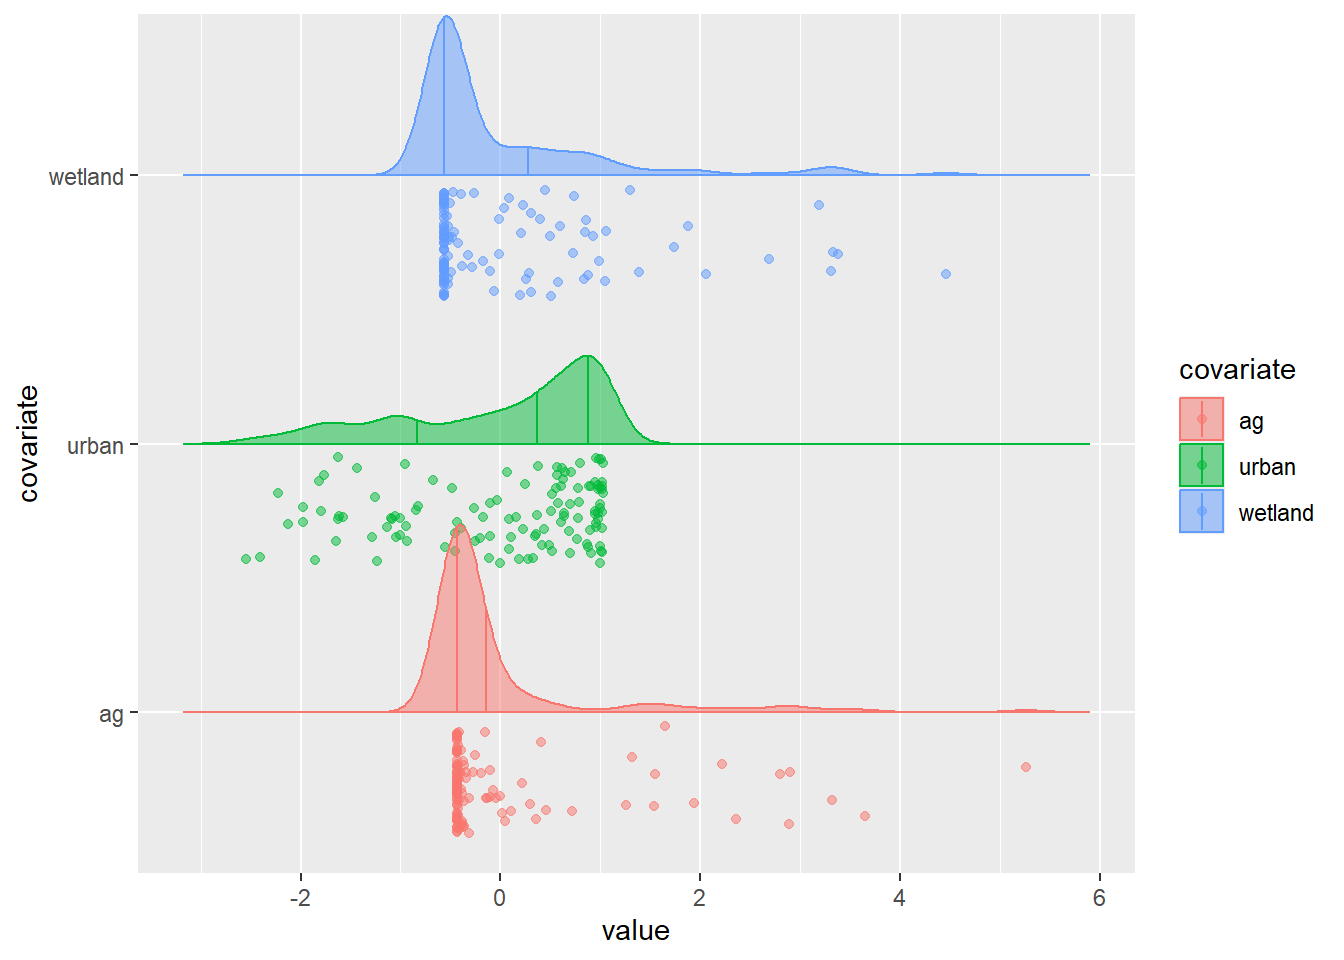 covariate
wetland
urban
ag
-2
0
2
4
6
value
covariate
ag
urban
wetland